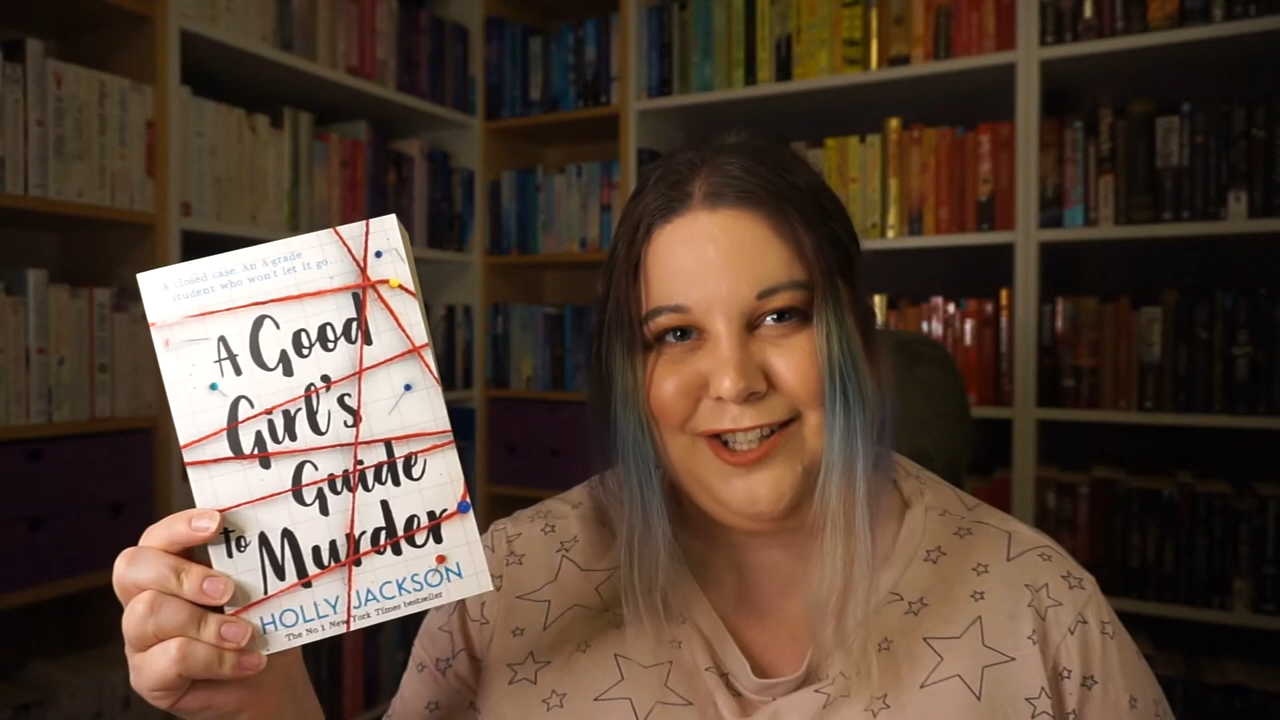 A closed case. An A-grade
student who won't let it go...
A Good
Girl's
Guide
to Murder
HOLLY JACKSON
The No.1 New York Times bestseller